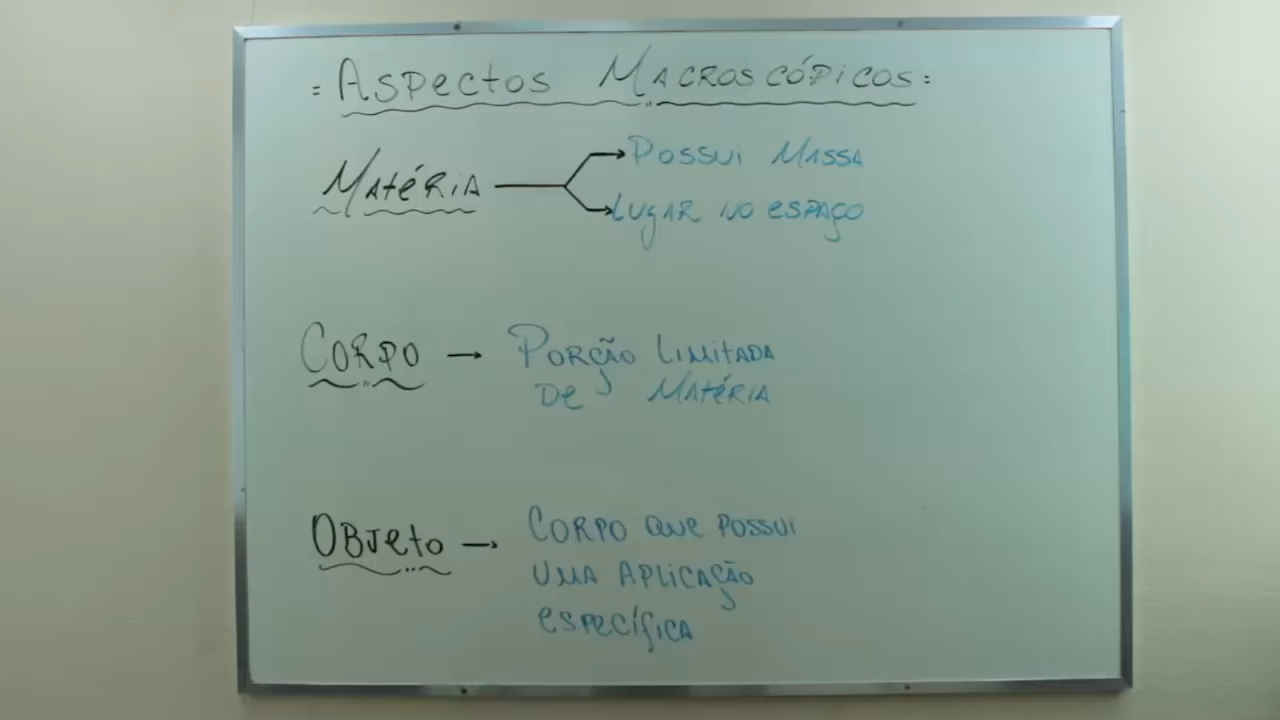 = Aspectos Macroscópicos =
Matéria → Possui Massa
→ Lugar no espaço
Corpo → Porção Limitada
De Matéria
Objeto → Corpo que possui
uma aplicação
específica